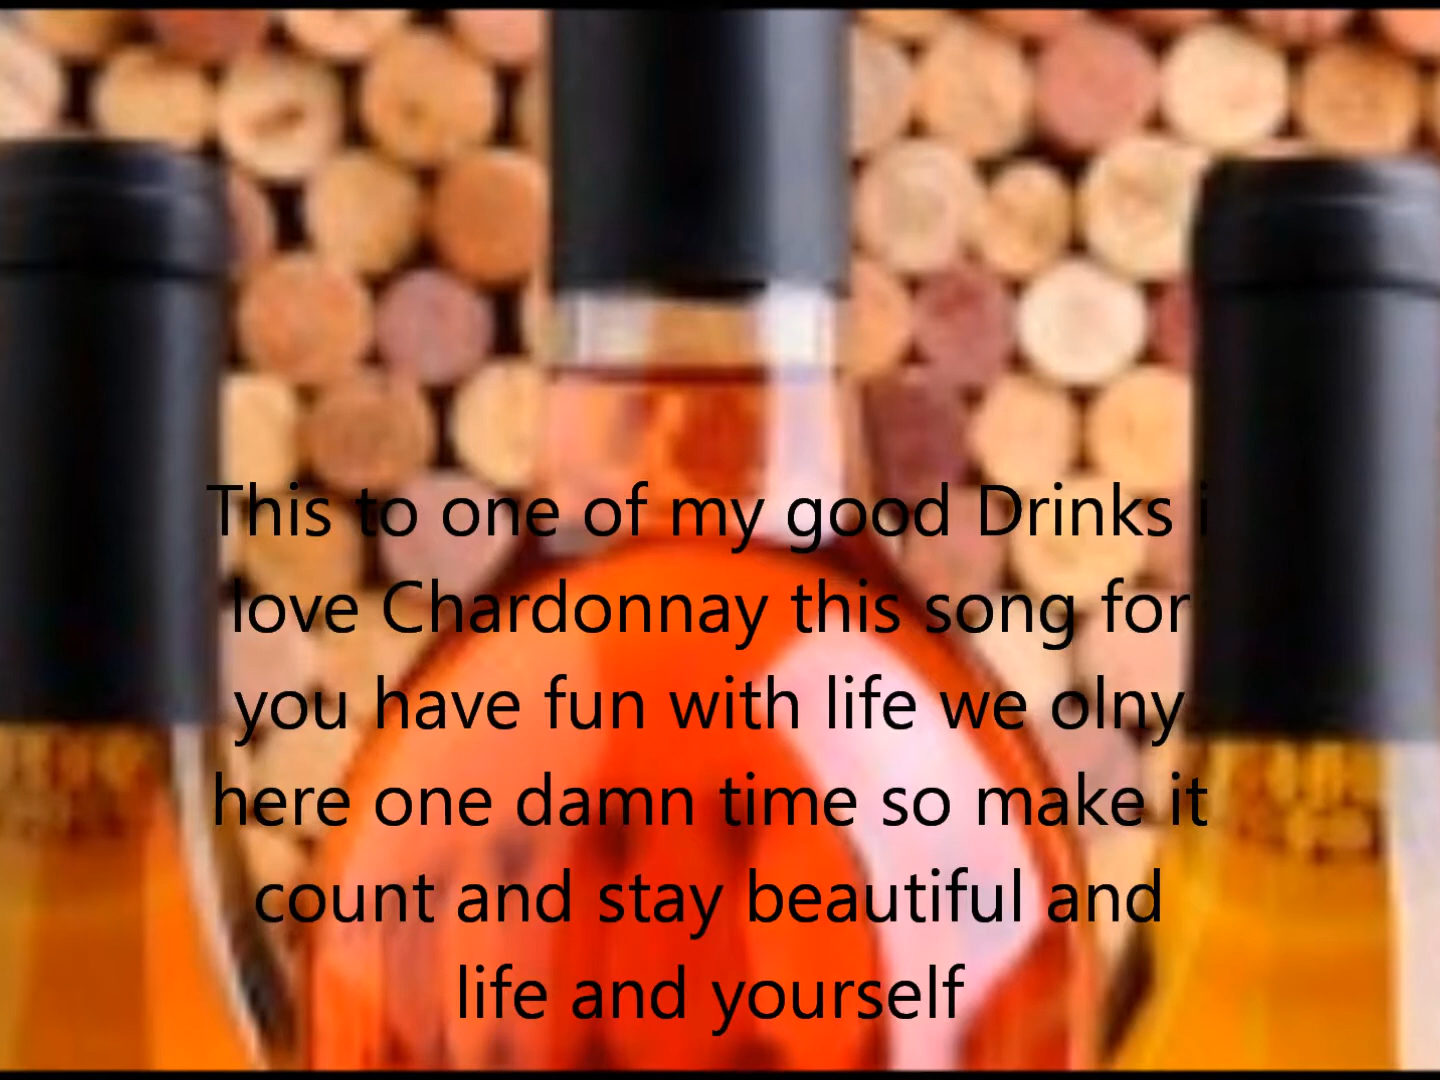 This to one of my good Drinks i
love Chardonnay this song for
you have fun with life we olny
here one damn time so make it
count and stay beautiful and
life and yourself